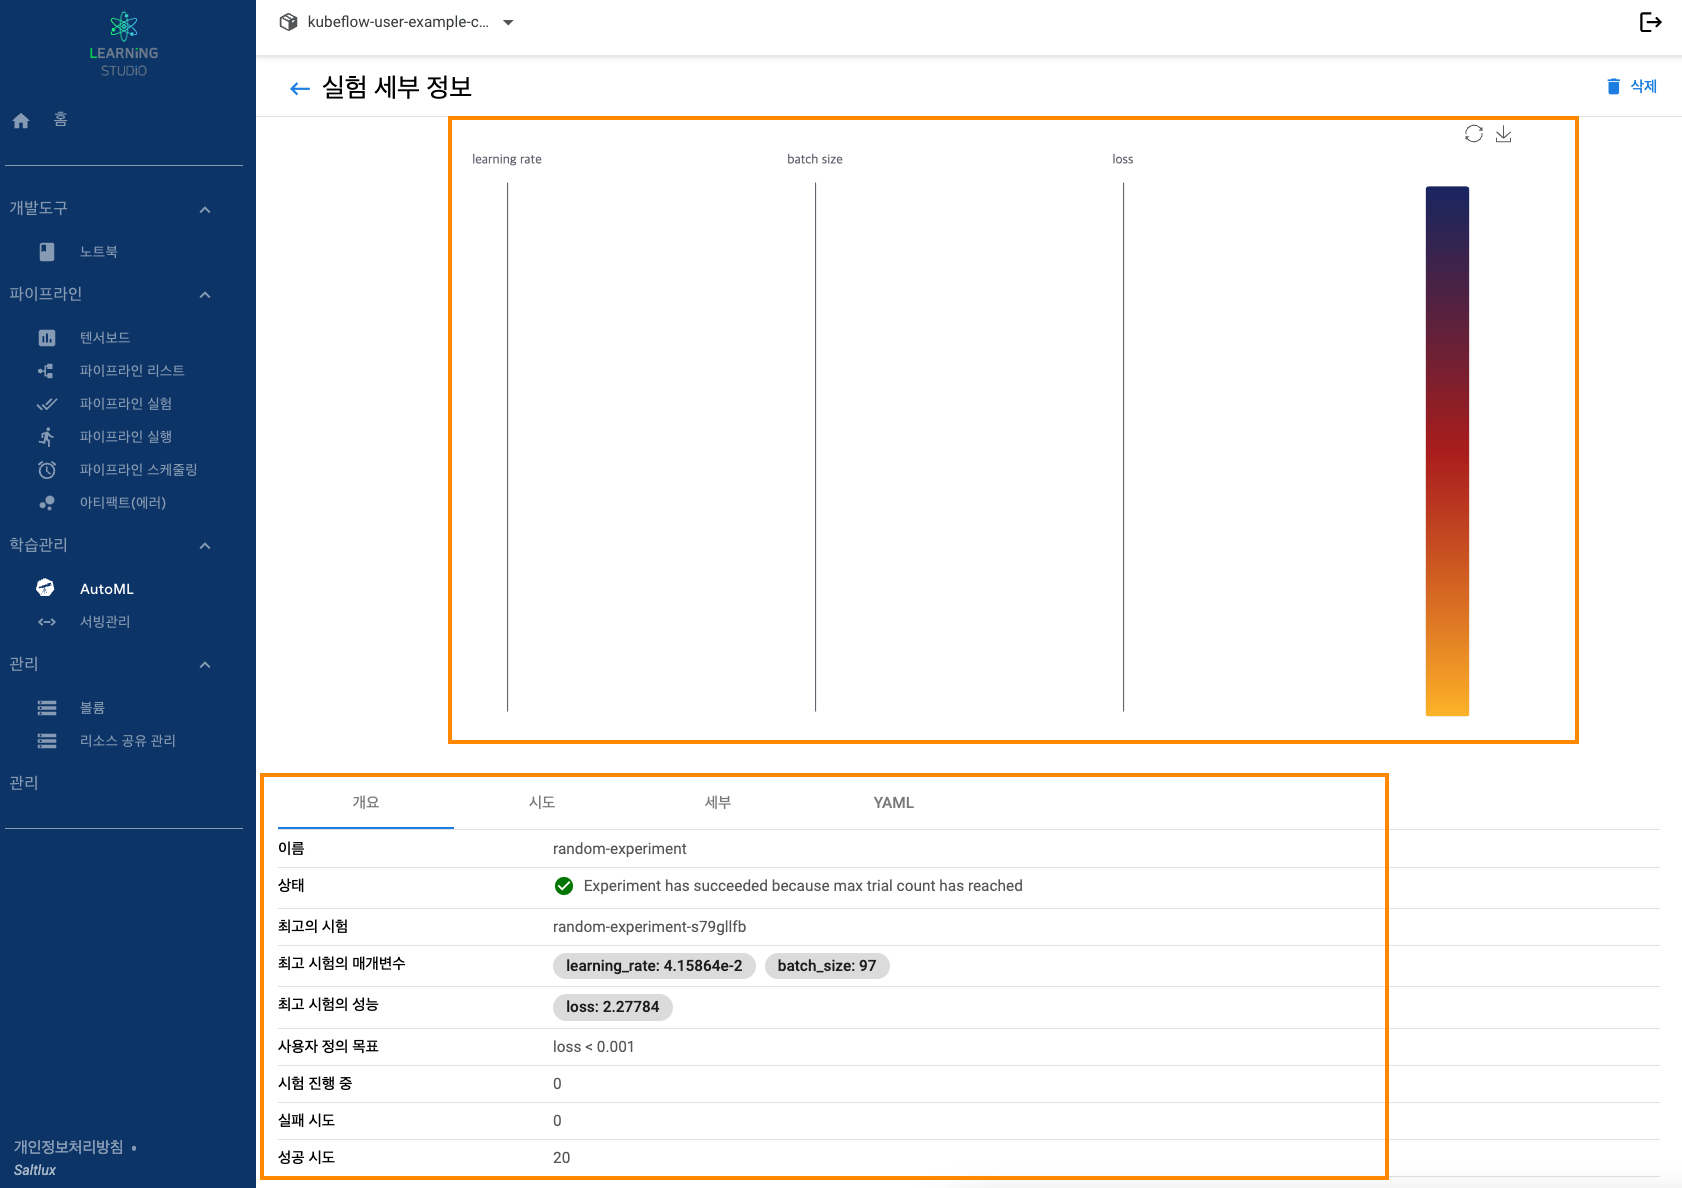 LEARNiNG
STUDiO
홈
개발도구
노트북
파이프라인
텐서보드
파이프라인 리스트
파이프라인 실험
파이프라인 실행
파이프라인 스케줄링
아티팩트(에러)
학습관리
AutoML
서빙관리
관리
볼륨
리소스 공유 관리
관리
개인정보처리방침 •
Saltlux
kubeflow-user-example-c...
실험 세부 정보
삭제
learning rate batch size loss
개요 시도 세부 YAML
이름 random-experiment
상태 Experiment has succeeded because max trial count has reached
최고의 시험 random-experiment-s79gllfb
최고 시험의 매개변수 learning_rate: 4.15864e-2 batch_size: 97
최고 시험의 성능 loss: 2.27784
사용자 정의 목표 loss < 0.001
시험 진행 중 0
실패 시도 0
성공 시도 20